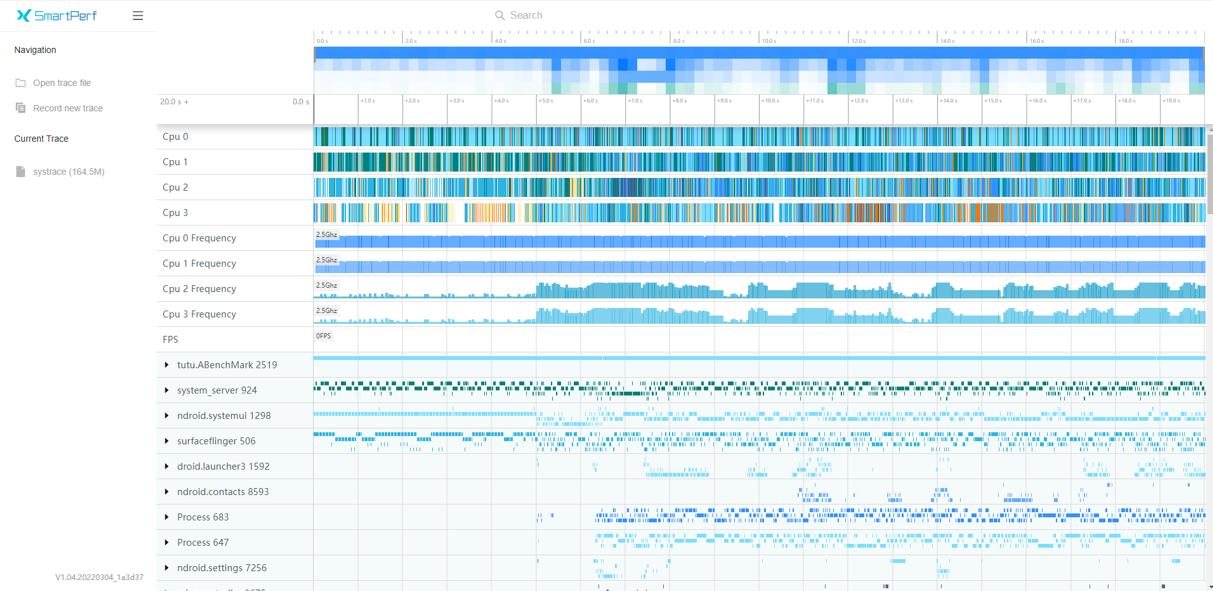 SmartPerf
Search
Navigation
Open trace file
Record new trace
Current Trace
systrace (164.5M)
0.0 s 2.0 s 4.0 s 6.0 s 8.0 s 10.0 s 12.0 s 14.0 s 16.0 s 18.0 s
20.0 s + 0.0 s +1.0 s +2.0 s +3.0 s +4.0 s +5.0 s +6.0 s +7.0 s +8.0 s +9.0 s +10.0 s +11.0 s +12.0 s +13.0 s +14.0 s +15.0 s +16.0 s +17.0 s +18.0 s +19.0 s
Cpu 0
Cpu 1
Cpu 2
Cpu 3
Cpu 0 Frequency 2.5Ghz
Cpu 1 Frequency 2.5Ghz
Cpu 2 Frequency 2.5Ghz
Cpu 3 Frequency 2.5Ghz
FPS 0FPS
tutu.ABenchMark 2519
system_server 924
ndroid.systemui 1298
surfaceflinger 506
droid.launcher3 1592
ndroid.contacts 8593
Process 683
Process 647
ndroid.settings 7256
V1.04.20220304_1a3d37